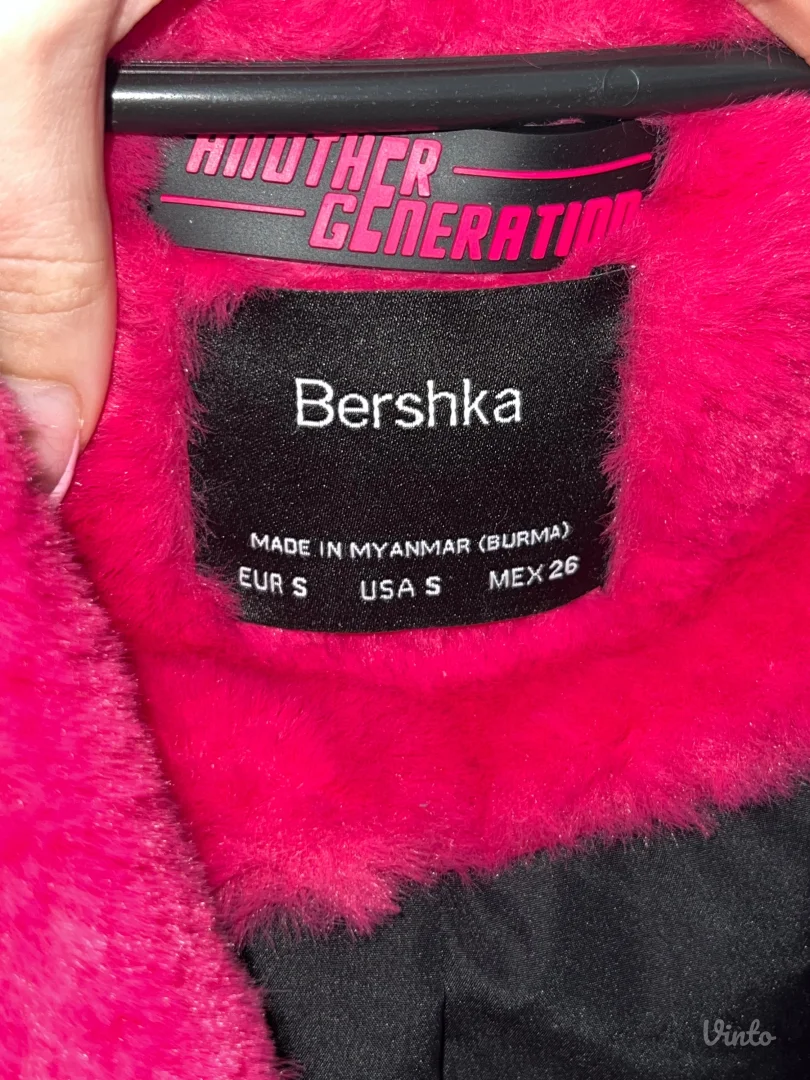 ANOTHER
GENERATION
Bershka
MADE IN MYANMAR (BURMA)
EUR S USA S MEX 26
Vinto